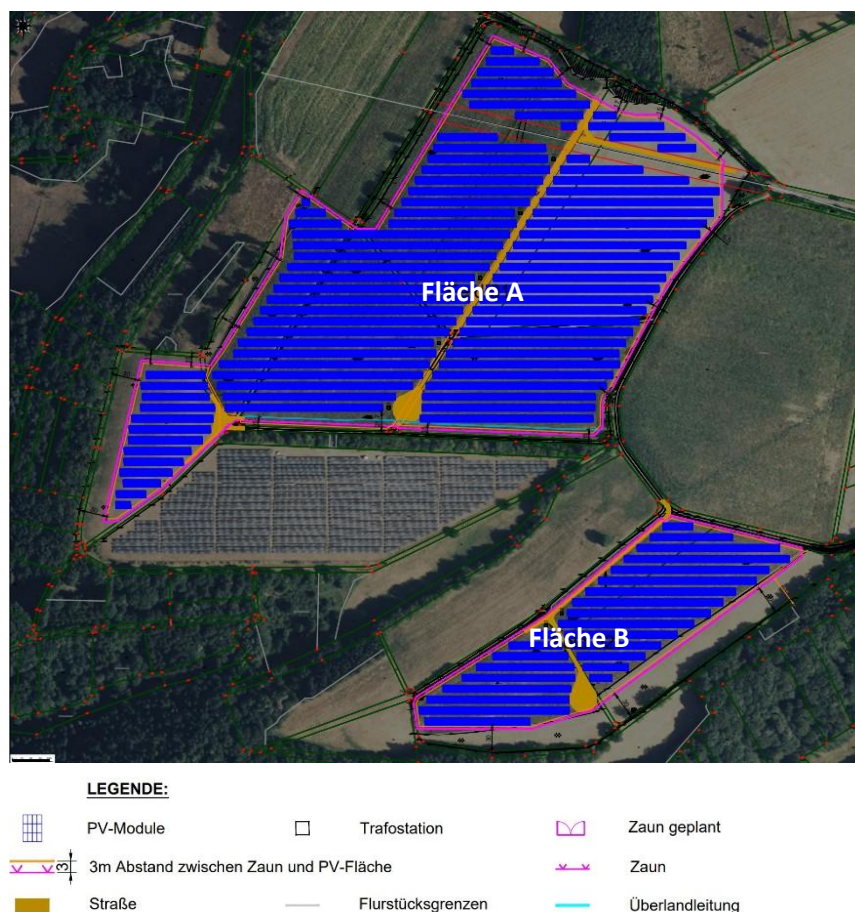 Fläche A
Fläche B
LEGENDE:
PV-Module
Trafostation
Zaun geplant
3
3m Abstand zwischen Zaun und PV-Fläche
Zaun
Straße
Flurstücksgrenzen
Überlandleitung